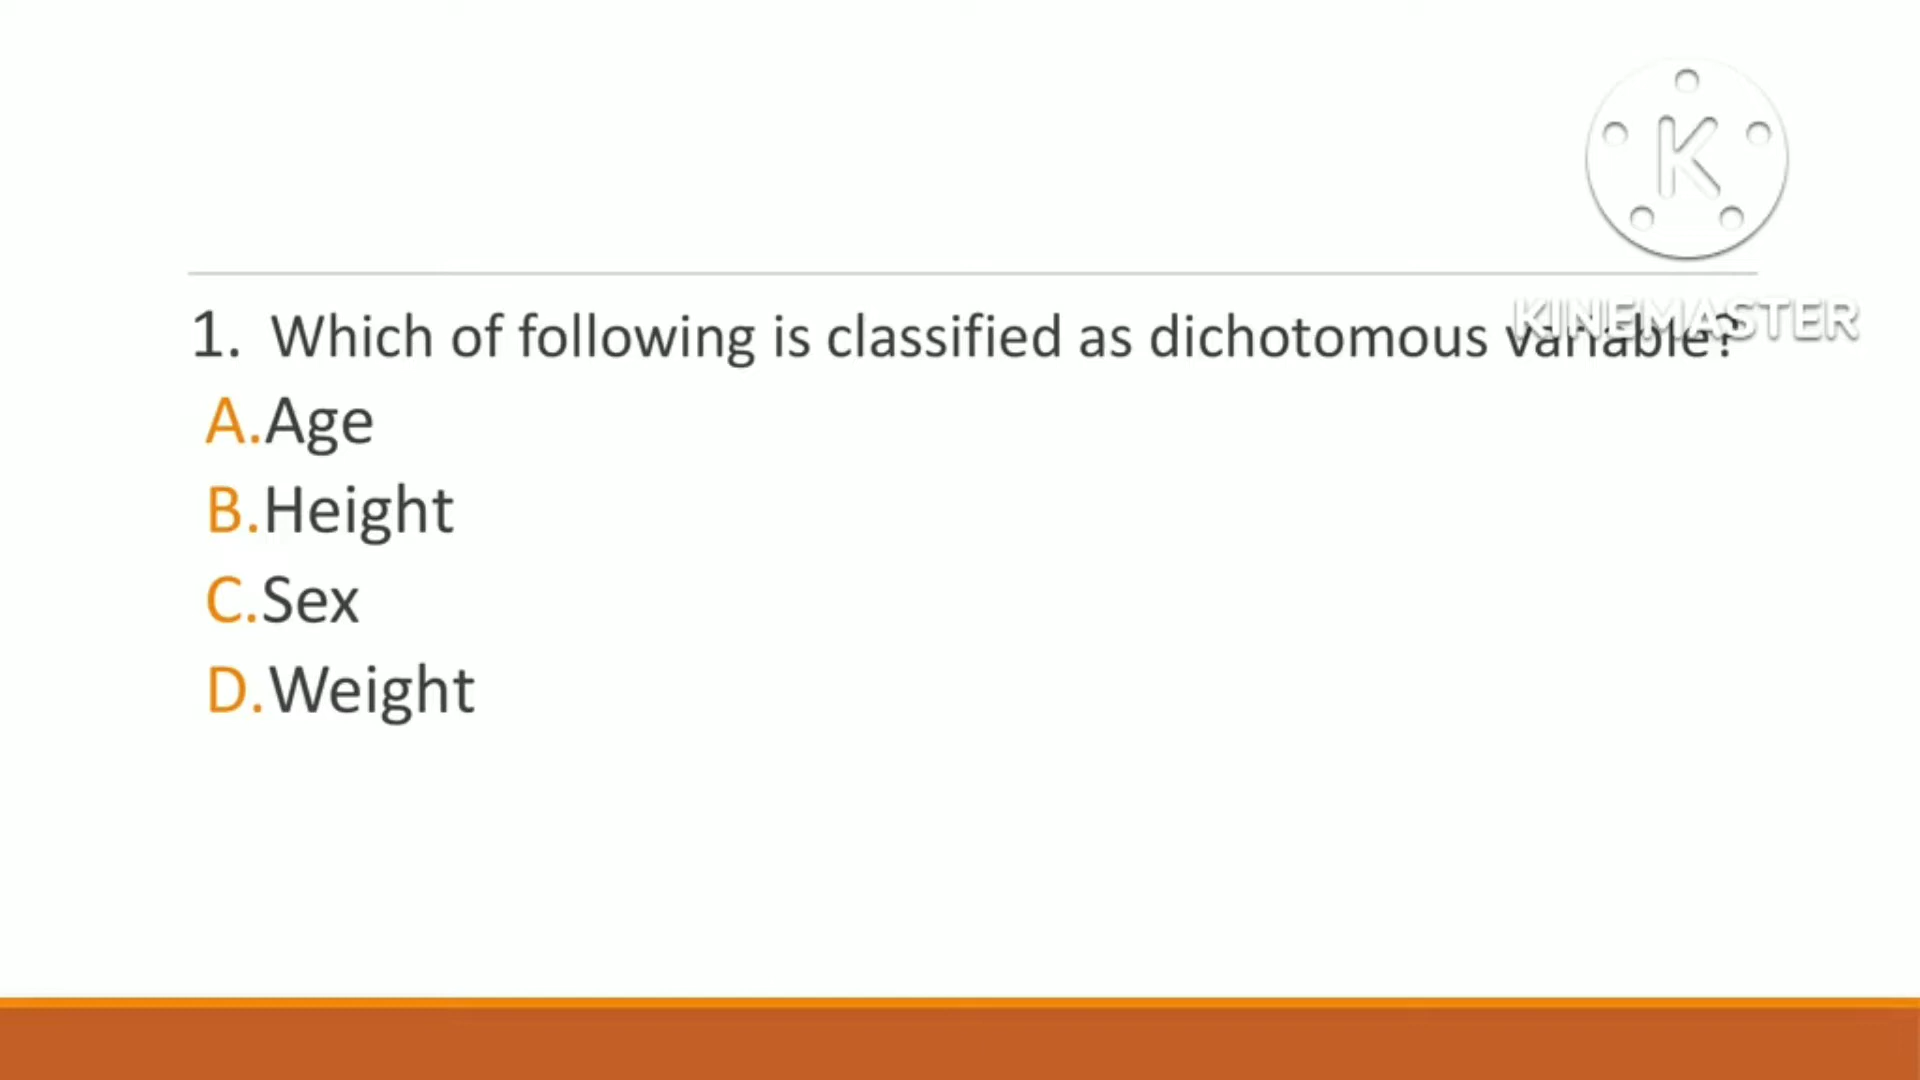 K
KINEMASTER
1. Which of following is classified as dichotomous variable?
A.Age
B.Height
C.Sex
D.Weight